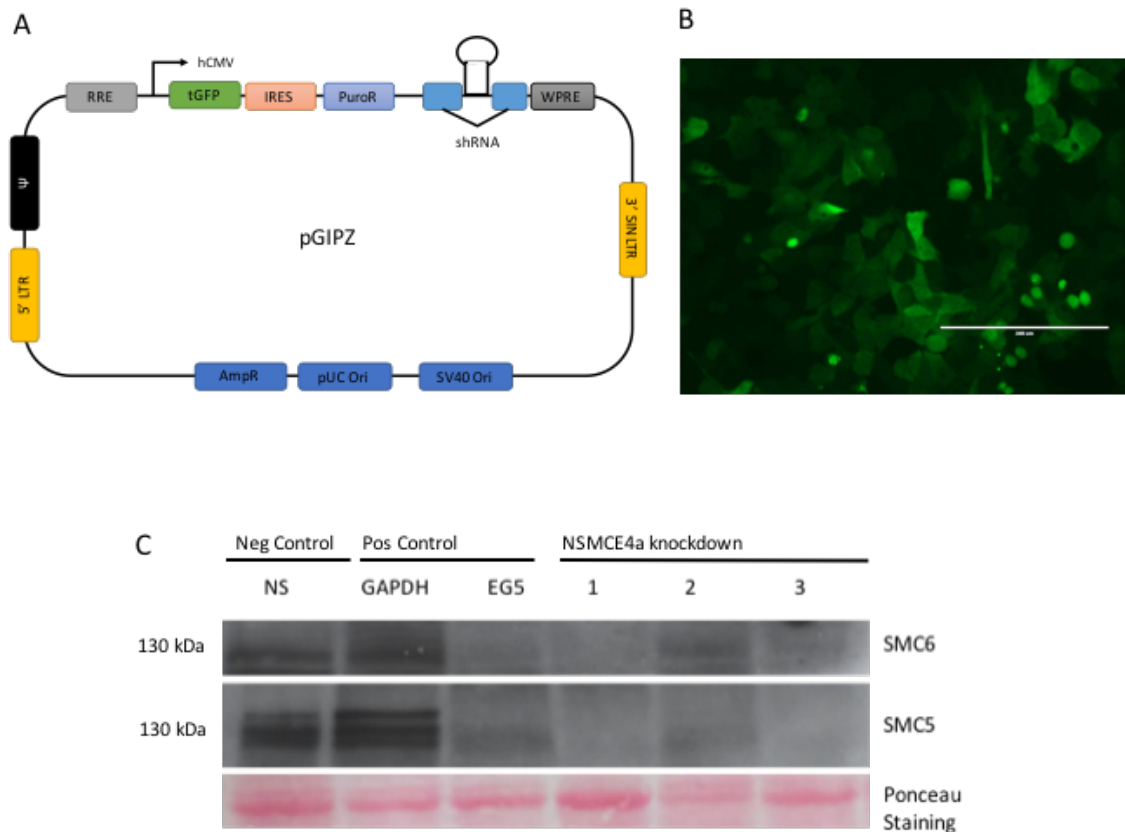 A
hCMV
RRE
tGFP
IRES
PuroR
WPRE
shRNA
Ψ
5' LTR
pGIPZ
3' SIN LTR
AmpR
pUC Ori
SV40 Ori
B
C
Neg Control
Pos Control
NSMCE4a knockdown
NS
GAPDH
EG5
1
2
3
130 kDa
SMC6
130 kDa
SMC5
Ponceau
Staining